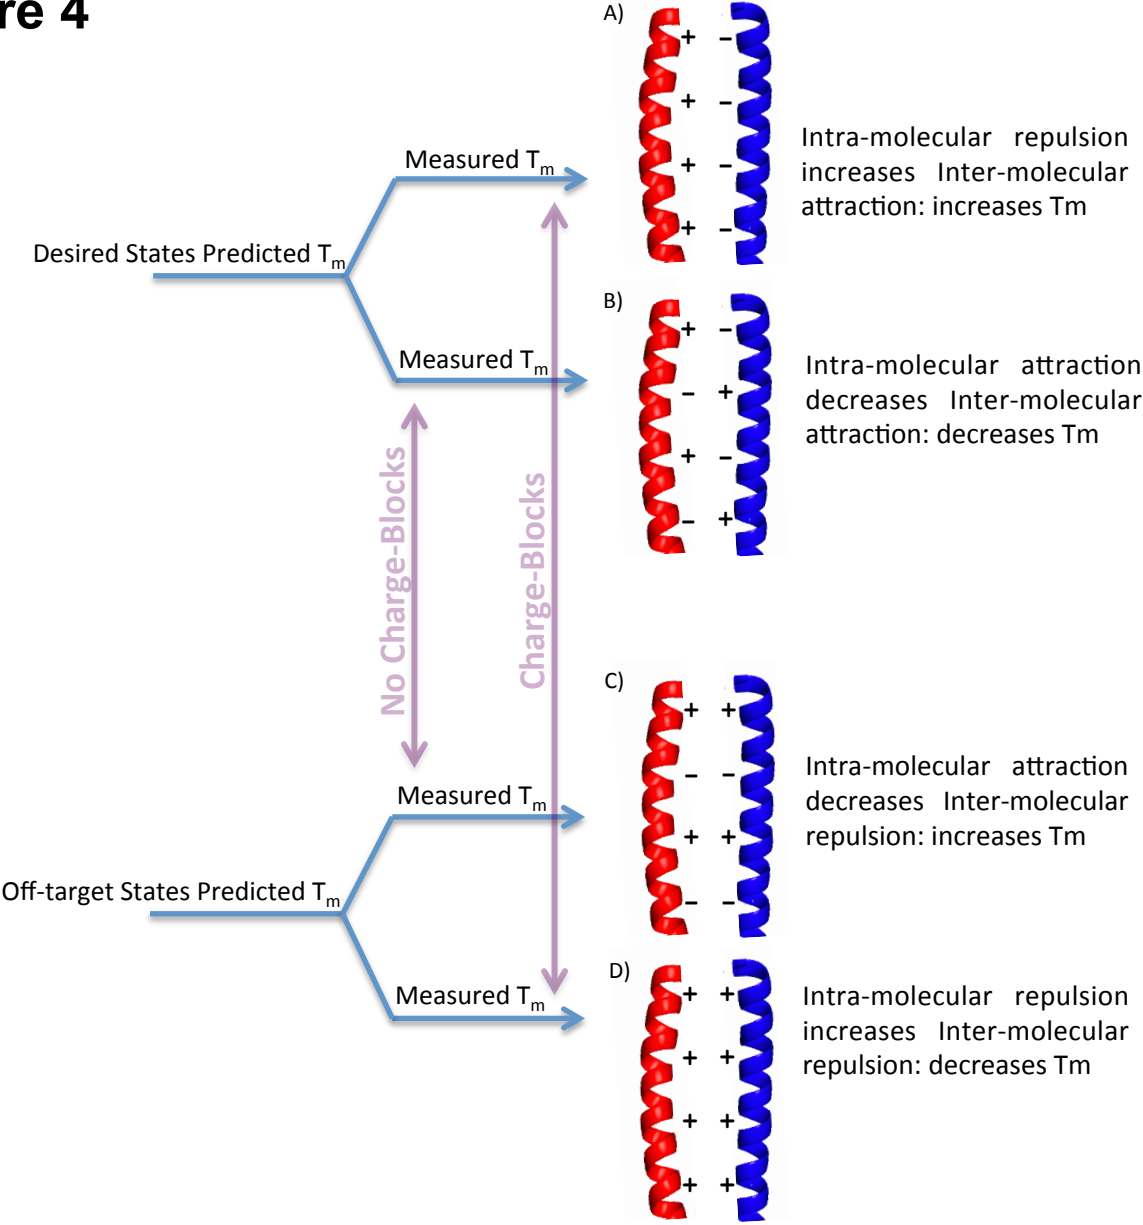 re 4
A)
+ −
+ −
+ −
+ −
Intra-molecular repulsion
increases Inter-molecular
attraction: increases Tm
Measured Tm
Desired States Predicted Tm
Measured Tm
B)
+ −
− +
+ −
− +
Intra-molecular attraction
decreases Inter-molecular
attraction: decreases Tm
No Charge-Blocks
Charge-Blocks
C)
+ +
− −
+ +
− −
Intra-molecular attraction
decreases Inter-molecular
repulsion: increases Tm
Measured Tm
Off-target States Predicted Tm
Measured Tm
D)
+ +
+ +
+ +
+ +
Intra-molecular repulsion
increases Inter-molecular
repulsion: decreases Tm